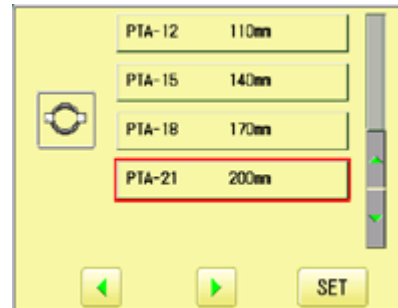 PTA-12 110mm
PTA-15 140mm
PTA-18 170mm
PTA-21 200mm
SET